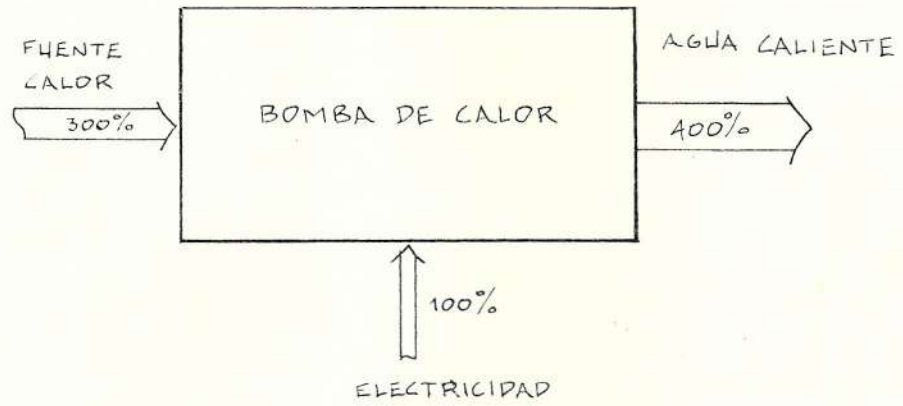 FUENTE
CALOR
300%
BOMBA DE CALOR
AGUA CALIENTE
400%
100%
ELECTRICIDAD